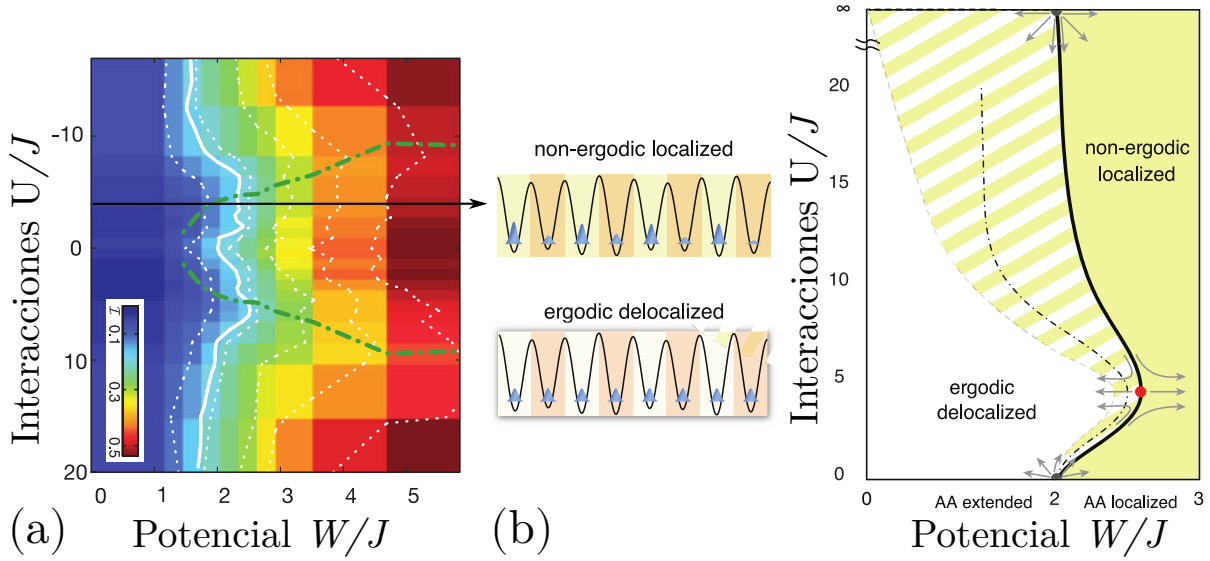 Interacciones U/J
-10
0
10
20
I
0.1
0.3
0.5
0 1 2 3 4 5
Potencial W/J
(a)
non-ergodic localized
ergodic delocalized
(b)
Interacciones U/J
∞
20
15
10
5
0
non-ergodic
localized
ergodic
delocalized
0 AA extended 2 AA localized 3
Potencial W/J